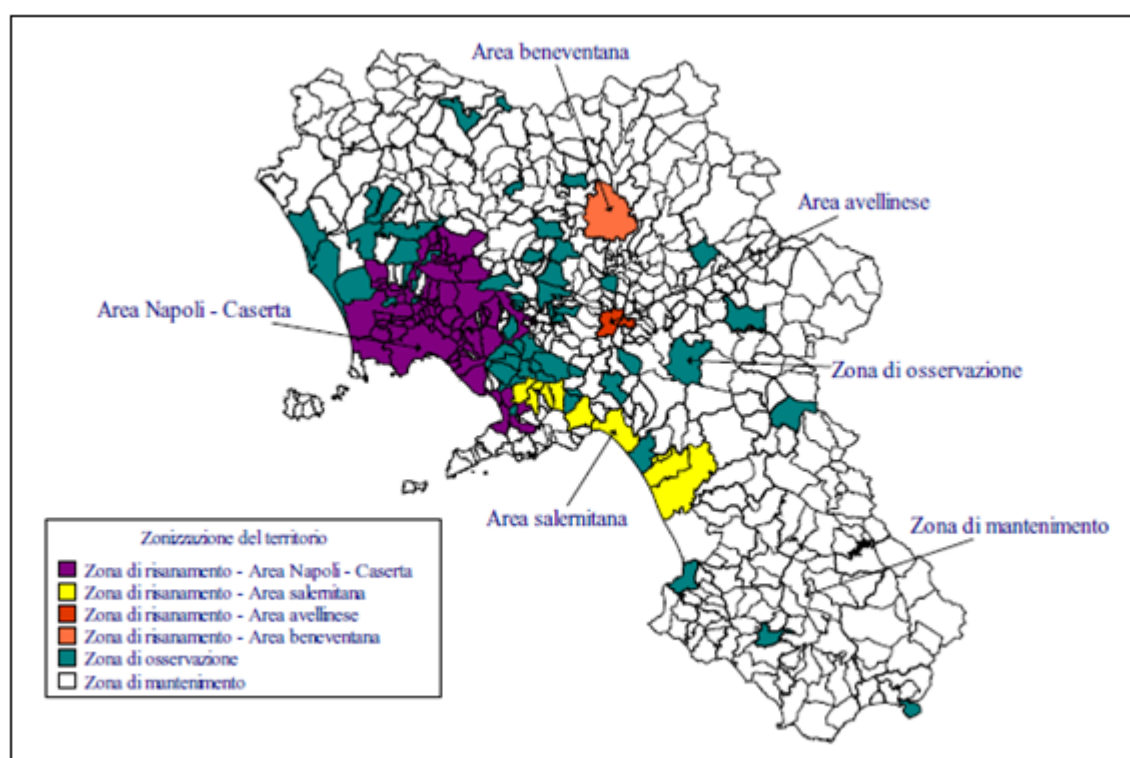 Area beneventana
Area avellinese
Area Napoli - Caserta
Zona di osservazione
Area salernitana
Zona di mantenimento
Zonizzazione del territorio
Zona di risanamento - Area Napoli - Caserta
Zona di risanamento - Area salernitana
Zona di risanamento - Area avellinese
Zona di risanamento - Area beneventana
Zona di osservazione
Zona di mantenimento